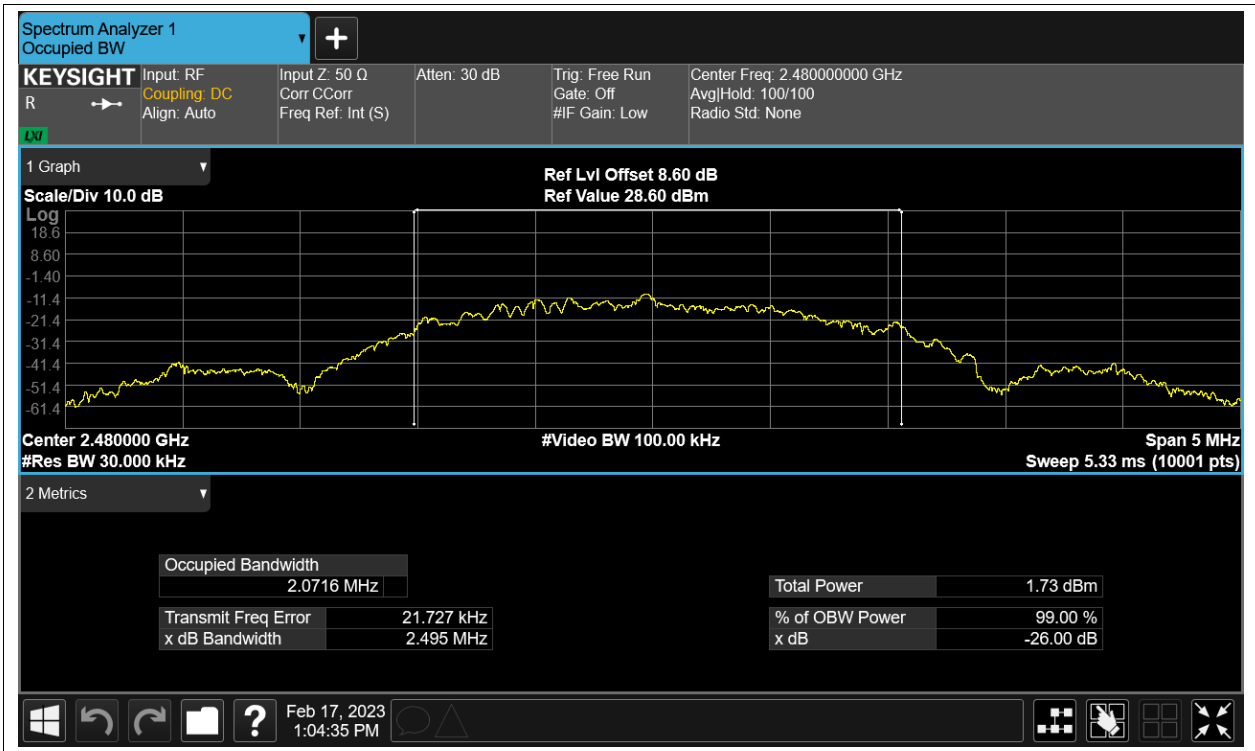 Spectrum Analyzer 1
Occupied BW
KEYSIGHT
R
LXI
Input: RF
Coupling: DC
Align: Auto
Input Z: 50 Ω
Corr CCorr
Freq Ref: Int (S)
Atten: 30 dB
Trig: Free Run
Gate: Off
#IF Gain: Low
Center Freq: 2.480000000 GHz
Avg|Hold: 100/100
Radio Std: None
1 Graph
Scale/Div 10.0 dB
Ref Lvl Offset 8.60 dB
Ref Value 28.60 dBm
Log
18.6
8.60
-1.40
-11.4
-21.4
-31.4
-41.4
-51.4
-61.4
Center 2.480000 GHz
#Video BW 100.00 kHz
Span 5 MHz
#Res BW 30.000 kHz
Sweep 5.33 ms (10001 pts)
2 Metrics
Occupied Bandwidth
2.0716 MHz
Total Power 1.73 dBm
Transmit Freq Error 21.727 kHz
% of OBW Power 99.00 %
x dB Bandwidth 2.495 MHz
x dB -26.00 dB
?
Feb 17, 2023
1:04:35 PM